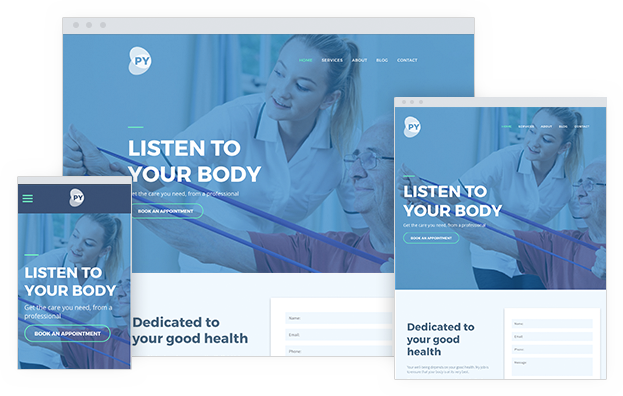 PY
HOME SERVICES ABOUT BLOG CONTACT
LISTEN TO
YOUR BODY
Get the care you need, from a professional
BOOK AN APPOINTMENT
Dedicated to
your good health
Name
Email
Phone
PY
HOME SERVICES ABOUT BLOG CONTACT
LISTEN TO
YOUR BODY
Get the care you need, from a professional
BOOK AN APPOINTMENT
Dedicated to
your good
health
Name
Email
Phone
Message
PY
LISTEN TO
YOUR BODY
Get the care you need, from a
professional
BOOK AN APPOINTMENT